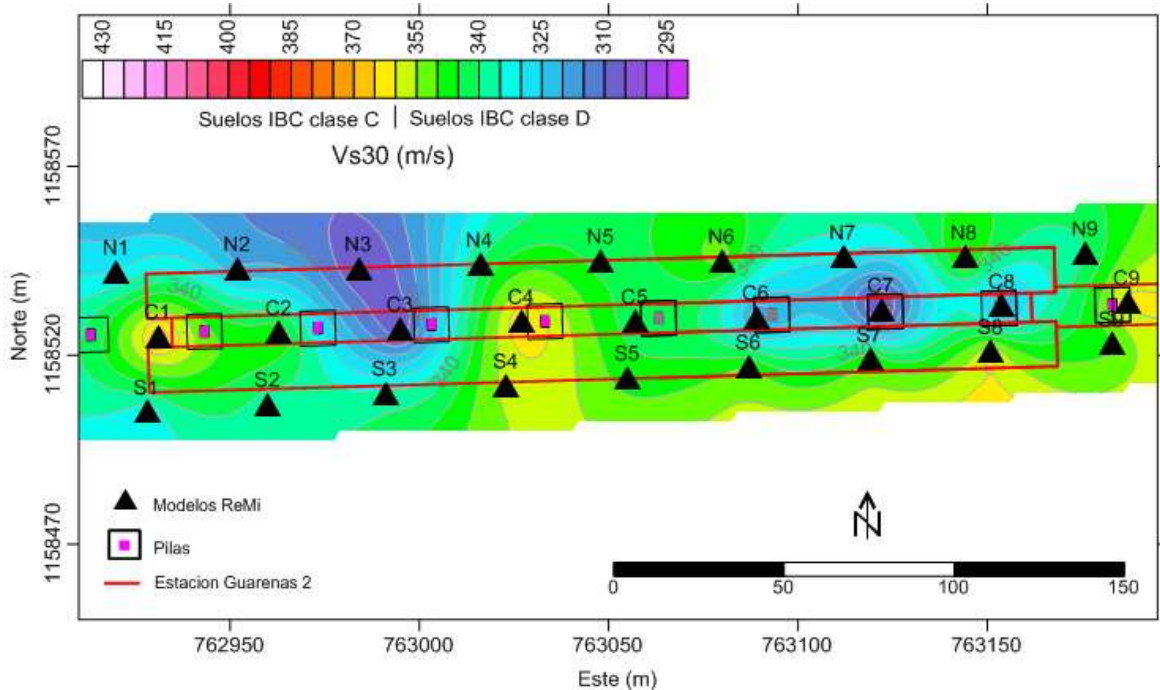 430 400 385 370 355 340 325 310 295
Suelos IBC clase C | Suelos IBC clase D
Vs30 (m/s)
1158570
1158520
1158470
Norte (m)
N1 N2 N3 N4 N5 N6 N7 N8 N9
340 340 340
C1 C2 C3 C4 C5 C6 C7 C8 C9
340 340
S1 S2 S3 S4 S5 S6 S7 S8
Modelos ReMi
Pilas
Estacion Guarenas 2
N
0 50 100 150
762950 763000 763050 763100 763150
Este (m)